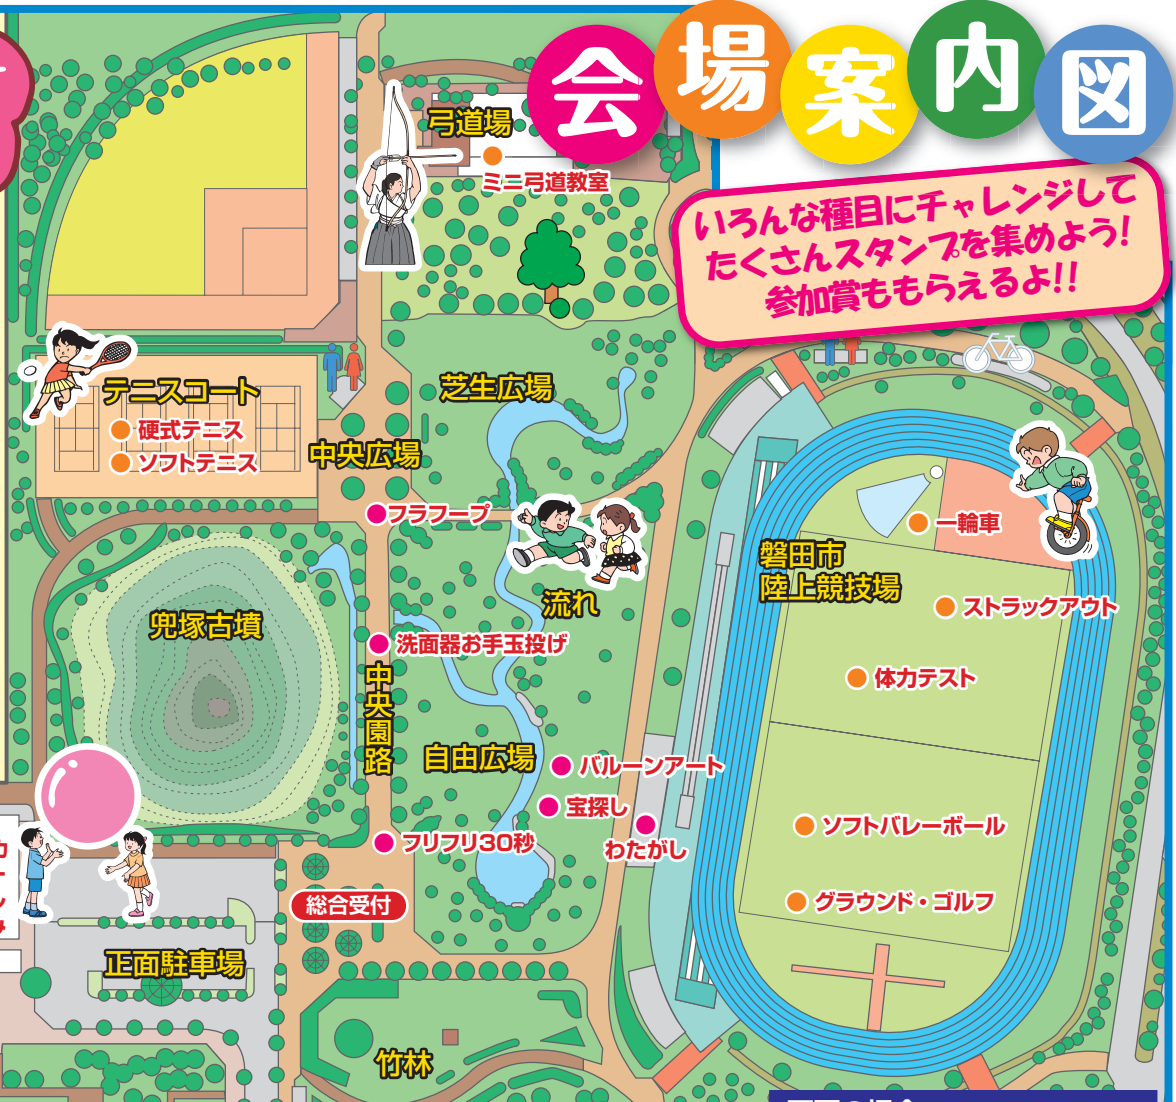 会場案内図
いろんな種目にチャレンジして
たくさんスタンプを集めよう!
参加賞ももらえるよ!!
弓道場
ミニ弓道教室
テニスコート
硬式テニス
ソフトテニス
芝生広場
中央広場
フラフープ
流れ
兜塚古墳
洗面器お手玉投げ
中央園路
自由広場
バルーンアート
宝探し
わたがし
フリフリ30秒
総合受付
正面駐車場
竹林
磐田市
陸上競技場
一輪車
ストラックアウト
体力テスト
ソフトバレーボール
グラウンド・ゴルフ